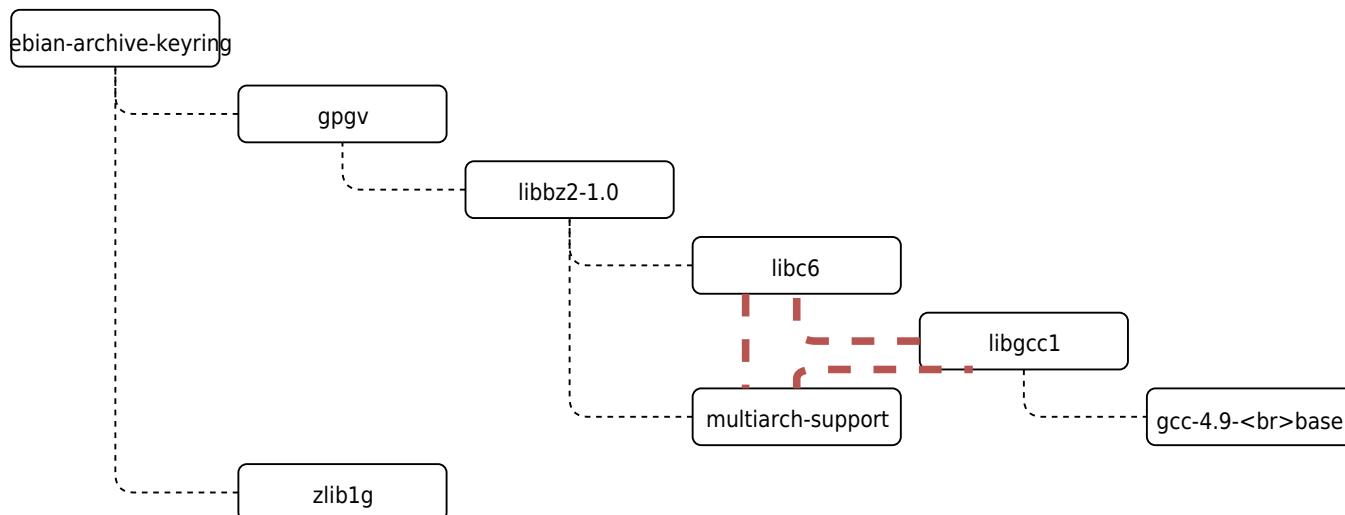 ebian-archive-keyring
gpgv
libbz2-1.0
libc6
libgcc1
multiarch-support
gcc-4.9-<br>base
zlib1g